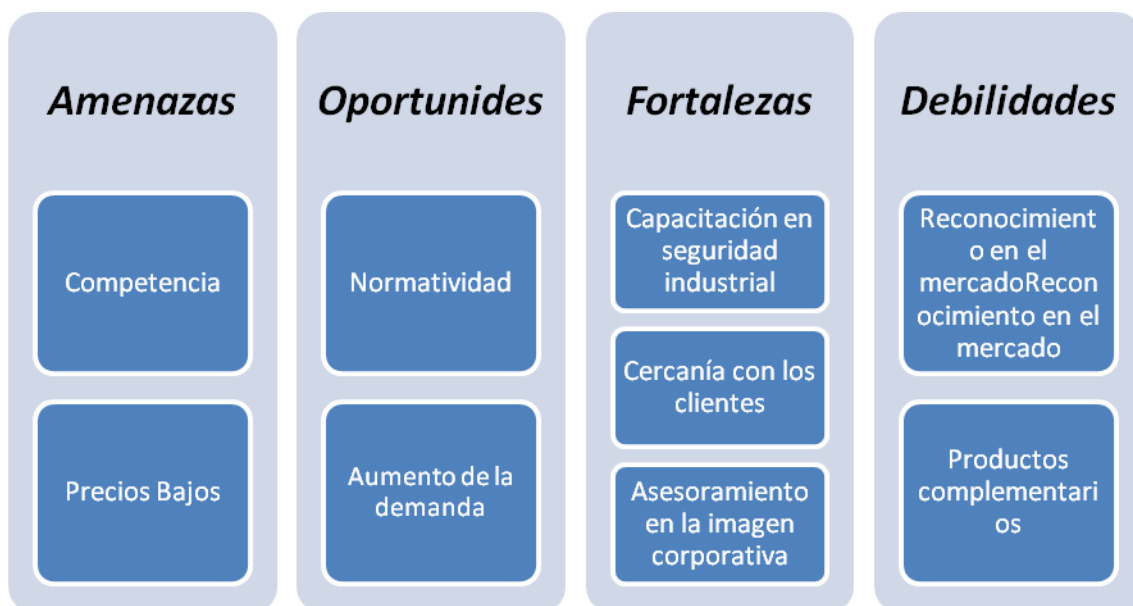 Amenazas
Competencia
Precios Bajos
Oportunides
Normatividad
Aumento de la
demanda
Fortalezas
Capacitación en
seguridad
industrial
Cercanía con los
clientes
Asesoramiento
en la imagen
corporativa
Debilidades
Reconocimient
o en el
mercadoRecon
ocimiento en el
mercado
Productos
complementari
os